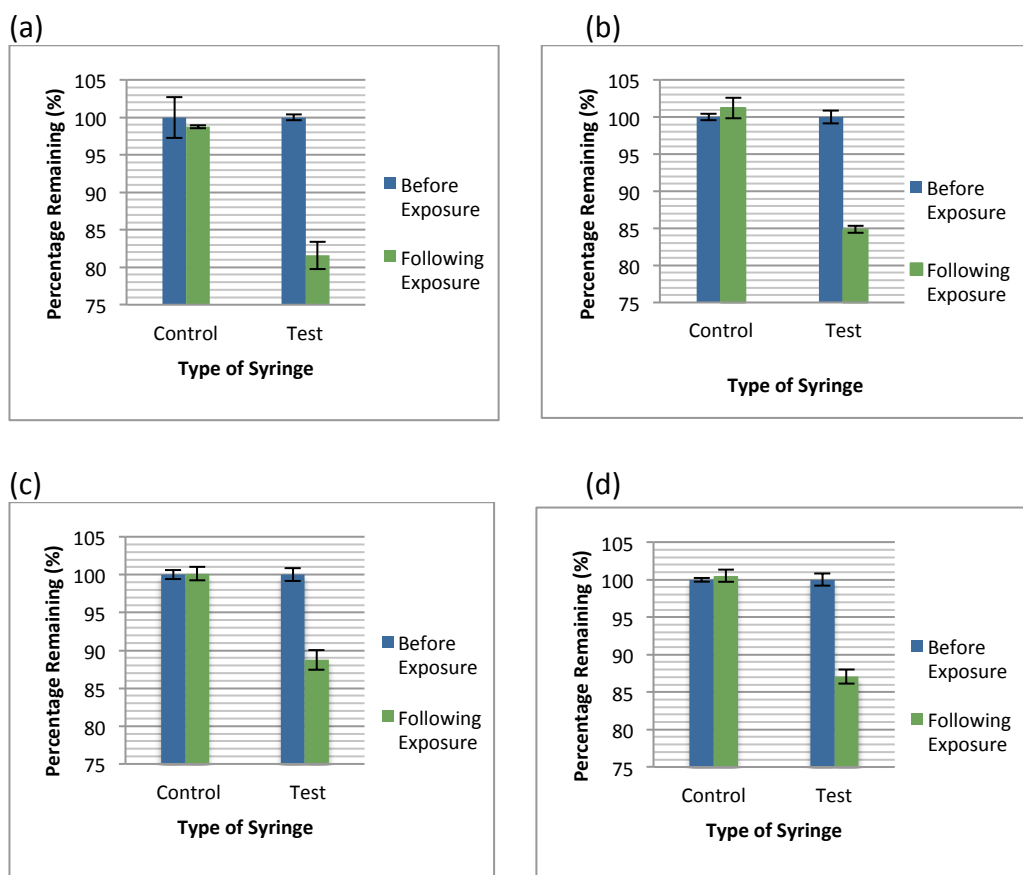 (a)
Percentage Remaining (%)
105
100
95
90
85
80
75
Control Test
Type of Syringe
Before
Exposure
Following
Exposure
(b)
Percentage Remaining (%)
105
100
95
90
85
80
75
Control Test
Type of Syringe
Before
Exposure
Following
Exposure
(c)
Percentage Remaining (%)
105
100
95
90
85
80
75
Control Test
Type of Syringe
Before
Exposure
Following
Exposure
(d)
Percentage Remaining (%)
105
100
95
90
85
80
75
Control Test
Type of Syringe
Before
Exposure
Following
Exposure